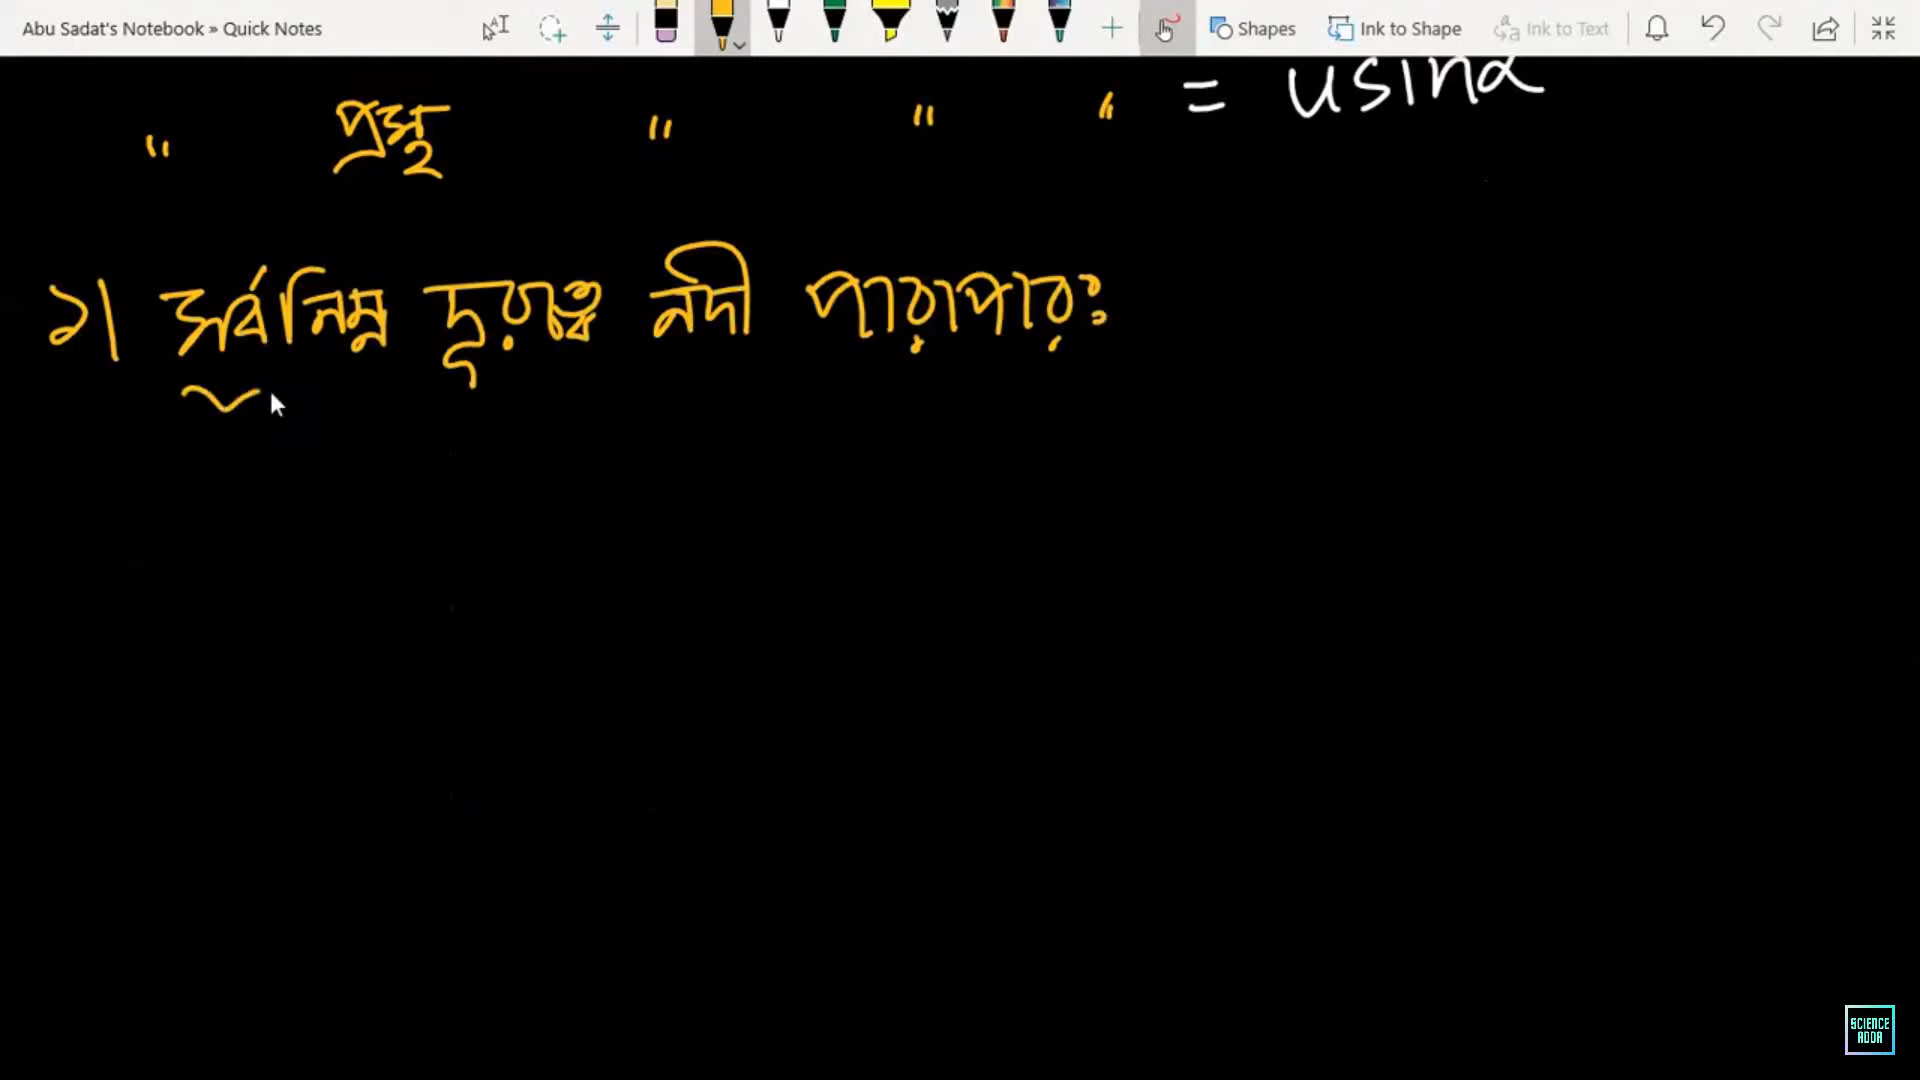 Abu Sadat's Notebook » Quick Notes Shapes Ink to Shape Ink to Text
= usinα
" প্রস্থ " " "
১। সর্বনিম্ন দূরত্বে নদী পারাপারঃ
SCIENCE
ADDA